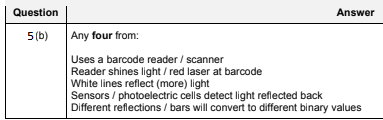 Question Answer
5(b) Any four from:
Uses a barcode reader / scanner
Reader shines light / red laser at barcode
White lines reflect (more) light
Sensors / photoelectric cells detect light reflected back
Different reflections / bars will convert to different binary values